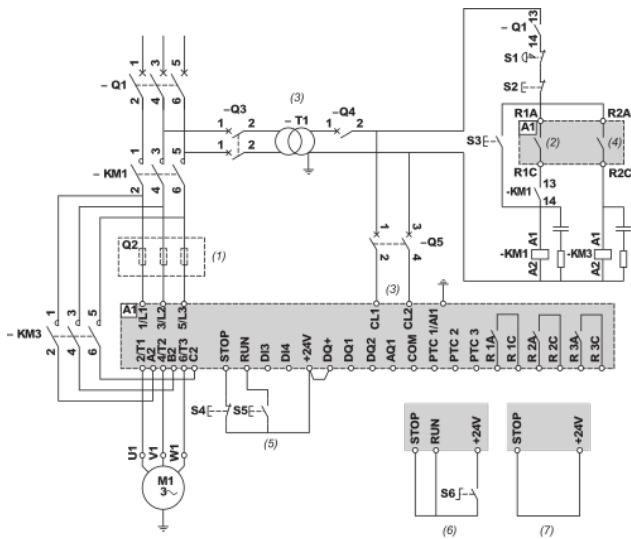 13
– Q1
14
S1
S2
1 3 5
– Q1
2 4 6
–Q3
(3)
– T1
–Q4
1 2
1 2
1 2
R1A R2A
A1
S3
(2) (4)
R1C R2C
–KM1
13
14
1 3 5
– KM1
2 4 6
Q2
(1)
1 3
–Q5
2 4
A1 A1
-KM1 -KM3
A2 A2
(3)
1 3 5
– KM3
2 4 6
A1
1/L1 3/L2 5/L3 CL1 CL2 PTC 1/AI1
2/T1 A2 4/T2 B2 6/T3 C2 STOP RUN DI3 DI4 +24V DQ+ DQ1 DQ2 AQ1 COM PTC 2 PTC 3 R 1A R 1C R 2A R 2C R 3A R 3C
S4 S5
(5)
STOP RUN +24V
S6
(6)
STOP +24V
(7)
U1 V1 W1
M1
3~